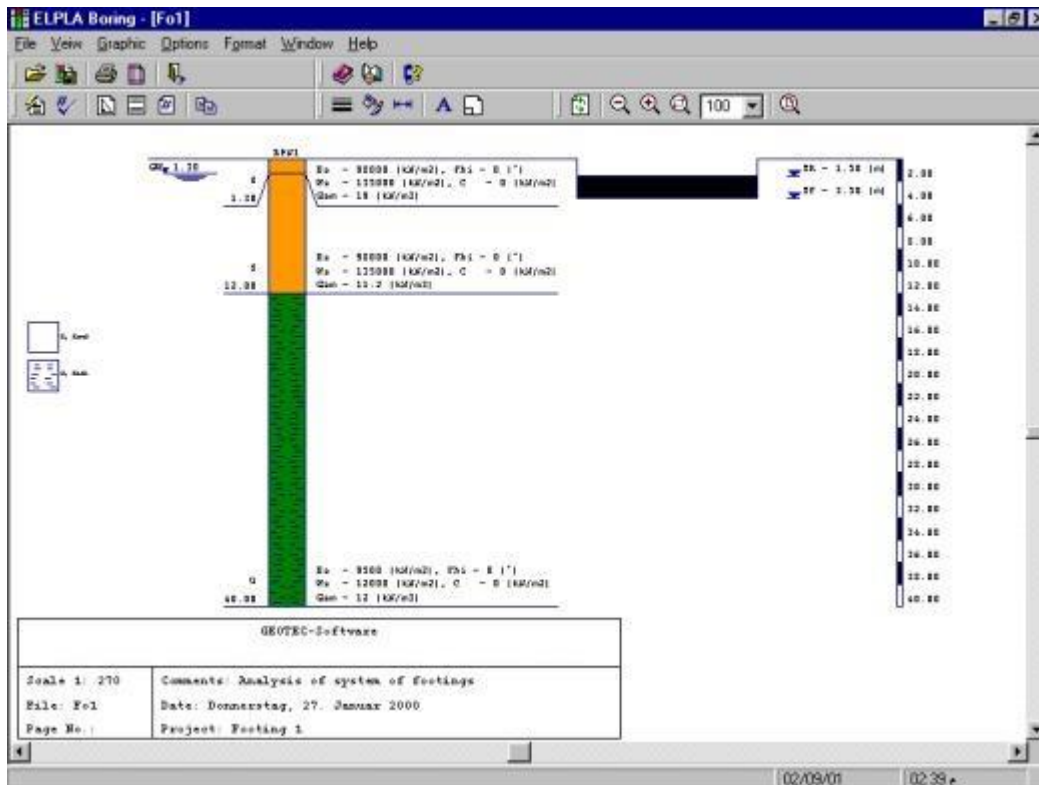 ELPLA Boring - [Fo1]
File Veiw Graphic Options Format Window Help
100
BPN1
GW 1.30
Es - 90000 (kN/m2), Phi - 0 (°)
Ws - 135000 (kN/m2), C - 0 (kN/m2)
Gam - 18 (kN/m3)
S
1.30
TK - 1.50 (m)
TF - 3.50 (m)
Es - 90000 (kN/m2), Phi - 0 (°)
Ws - 135000 (kN/m2), C - 0 (kN/m2)
Gam - 11.2 (kN/m3)
S
12.00
Es - 9500 (kN/m2), Phi - 0 (°)
Ws - 12000 (kN/m2), C - 0 (kN/m2)
Gam - 12 (kN/m3)
U
40.00
2.00
4.00
6.00
8.00
10.00
12.00
14.00
16.00
18.00
20.00
22.00
24.00
26.00
28.00
30.00
32.00
34.00
36.00
38.00
40.00
GEOTEC-Software
Scale 1: 270
File: Fo1
Page No.:
Comments: Analysis of system of footings
Date: Donnerstag, 27. Januar 2000
Project: Footing 1
02/09/01
02:39 م